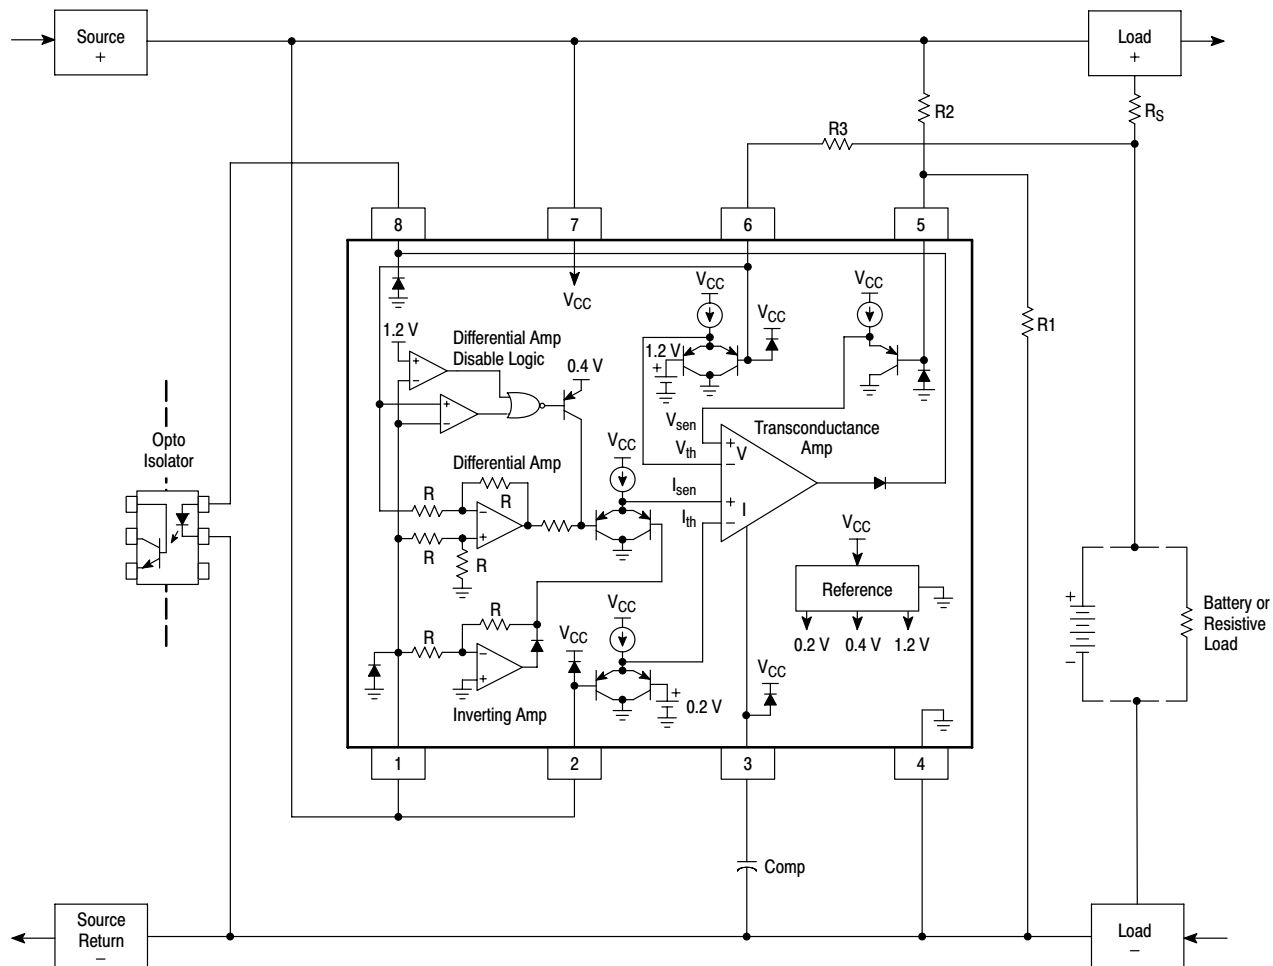 Source
+
Load
+
R2
R3
RS
8
7
6
5
VCC
VCC
VCC
VCC
1.2 V
Differential Amp
Disable Logic
0.4 V
1.2 V
+
R1
+
−
+
−
Opto
Isolator
Vsen
Vth
Isen
Ith
Transconductance
Amp
+
−
V
+
−
I
VCC
Differential Amp
R
R
R
R
−
+
VCC
Reference
0.2 V
0.4 V
1.2 V
+
−
Battery or
Resistive
Load
R
R
−
+
VCC
VCC
VCC
+
0.2 V
Inverting Amp
1
2
3
4
Comp
Source
Return
−
Load
−